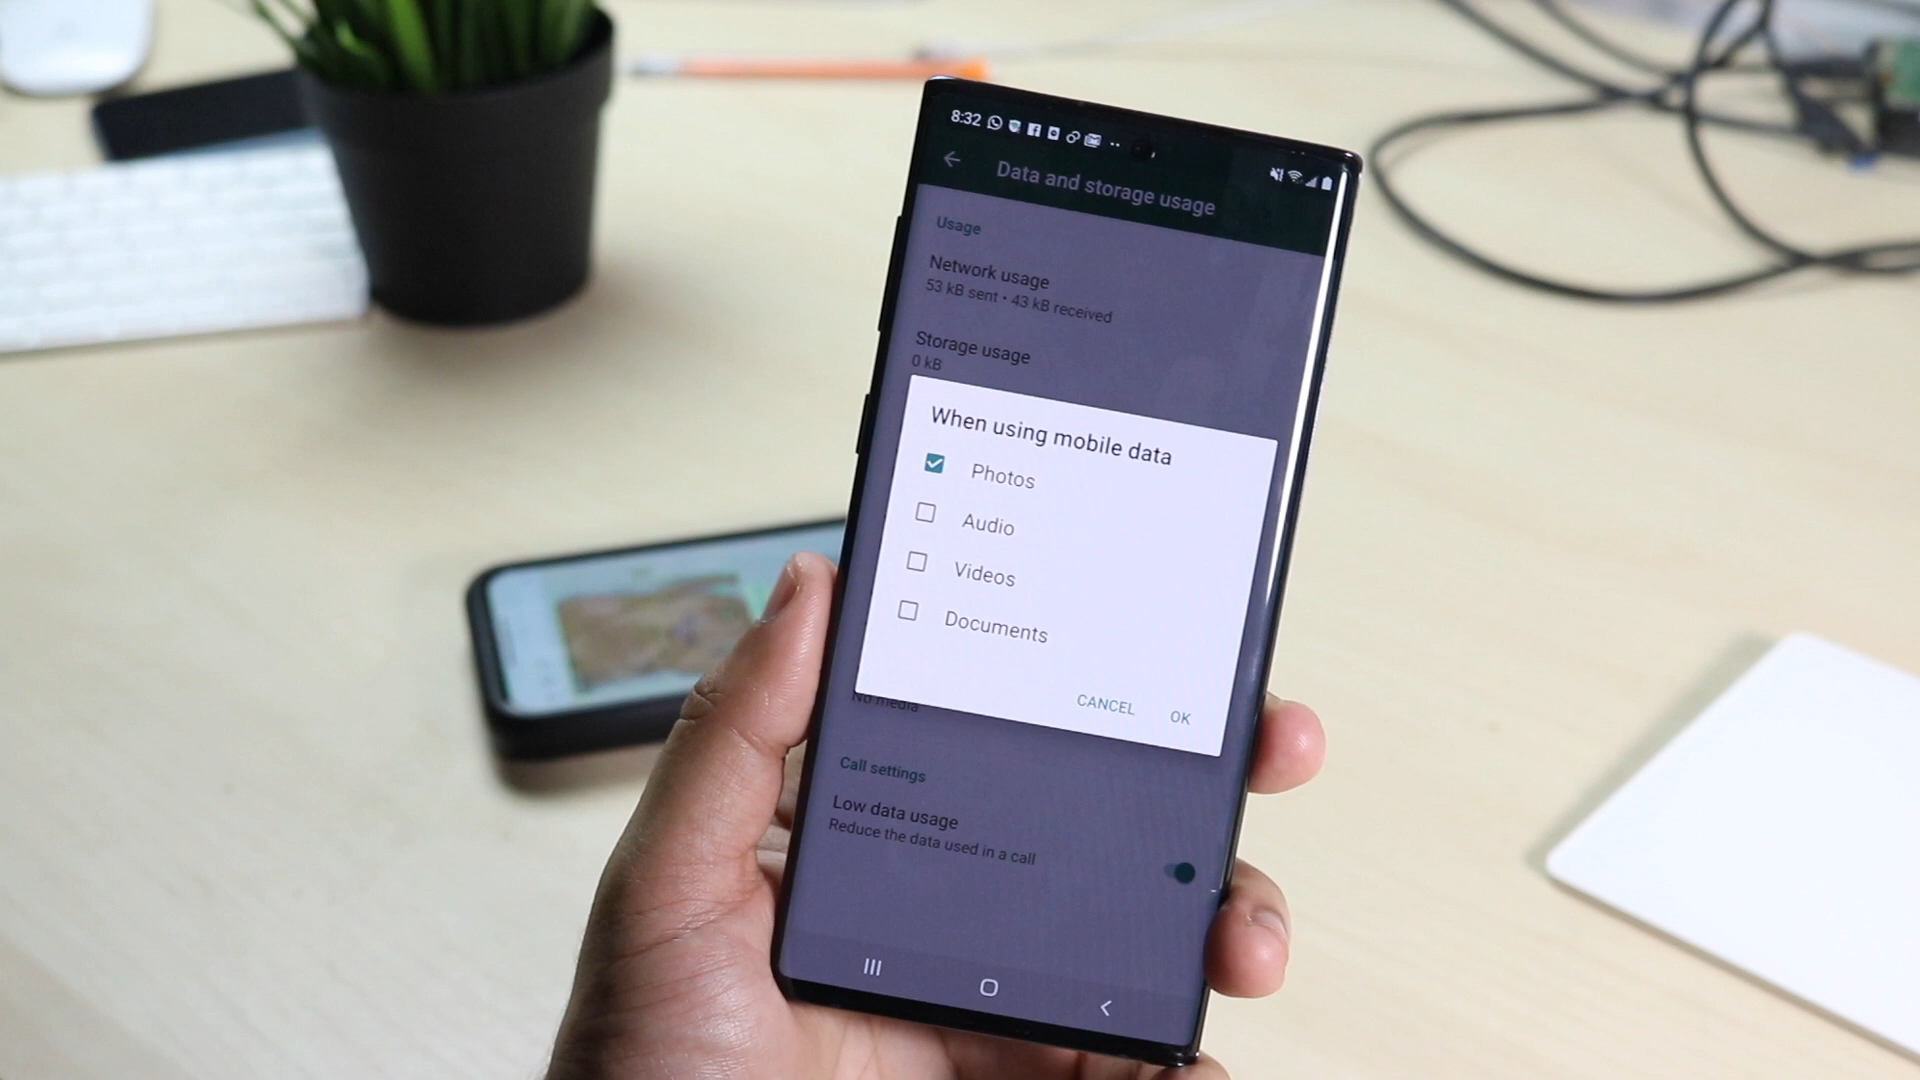 8:32
Data and storage usage
Usage
Network usage
53 kB sent • 43 kB received
Storage usage
0 kB
When using mobile data
Photos
Audio
Videos
Documents
CANCEL OK
No media
Call settings
Low data usage
Reduce the data used in a call